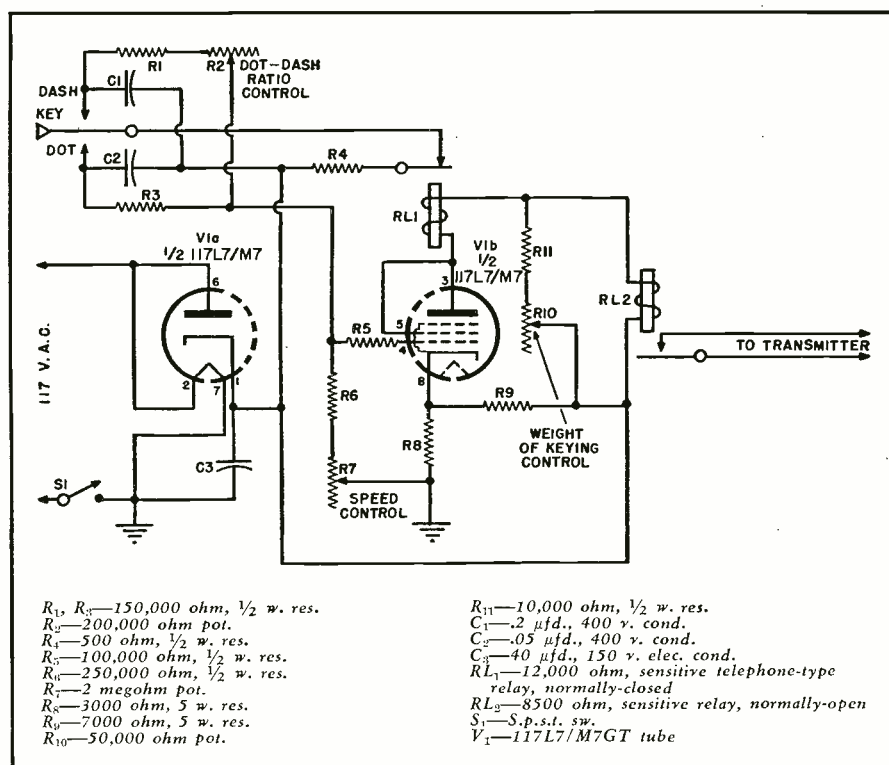 R1
R2
DOT-DASH
RATIO
CONTROL
DASH
C1
KEY
DOT
C2
R4
R3
RL1
V1a
1/2 117L7/M7
6
2
7
1
117 V. A.C.
S1
C3
V1b
1/2
117L7/M7
3
5
4
8
R5
R6
R7
SPEED
CONTROL
R8
R9
R11
R10
WEIGHT
OF KEYING
CONTROL
RL2
TO TRANSMITTER
R1, R3—150,000 ohm, 1/2 w. res.
R2—200,000 ohm pot.
R4—500 ohm, 1/2 w. res.
R5—100,000 ohm, 1/2 w. res.
R6—250,000 ohm, 1/2 w. res.
R7—2 megohm pot.
R8—3000 ohm, 5 w. res.
R9—7000 ohm, 5 w. res.
R10—50,000 ohm pot.
R11—10,000 ohm, 1/2 w. res.
C1—.2 μfd., 400 v. cond.
C2—.05 μfd., 400 v. cond.
C3—40 μfd., 150 v. elec. cond.
RL1—12,000 ohm, sensitive telephone-type
relay, normally-closed
RL2—8500 ohm, sensitive relay, normally-open
S1—S.p.s.t. sw.
V1—117L7/M7GT tube